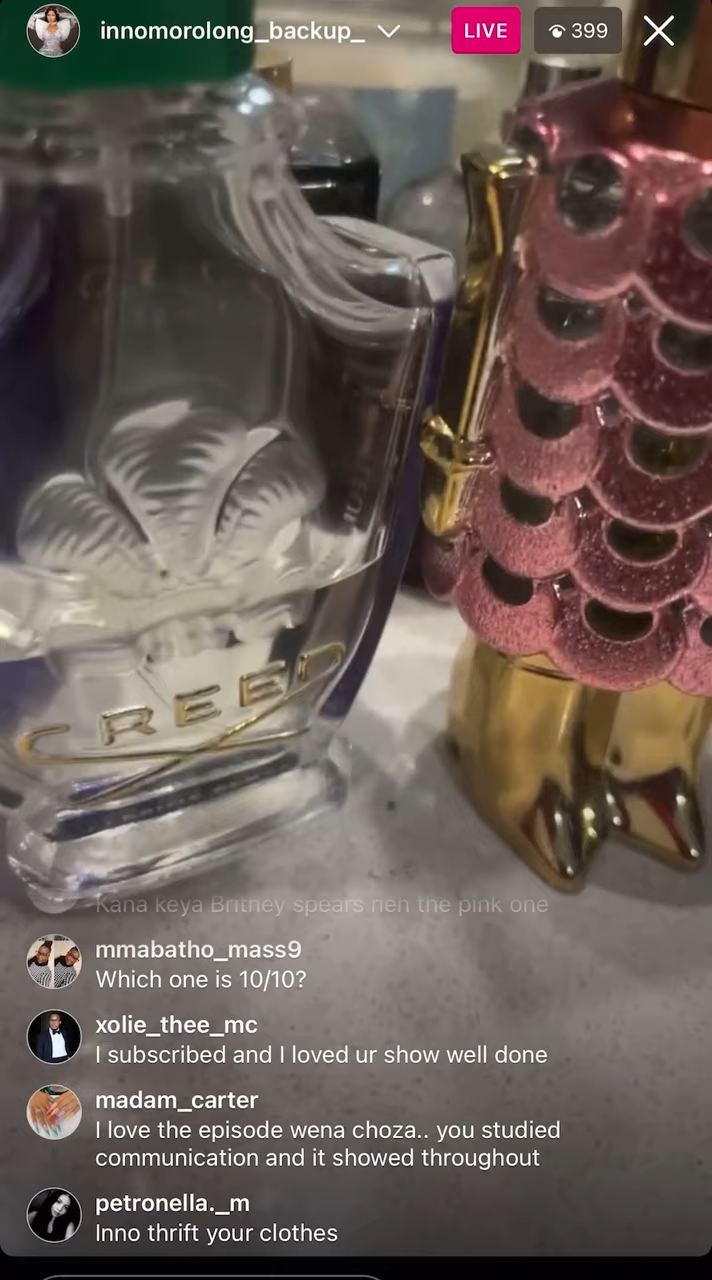 innomorolong_backup_
LIVE
399
CREED
Kana keya Britney spears neh the pink one
mmabatho_mass9
Which one is 10/10?
xolie_thee_mc
I subscribed and I loved ur show well done
madam_carter
I love the episode wena choza.. you studied
communication and it showed throughout
petronella._m
Inno thrift your clothes